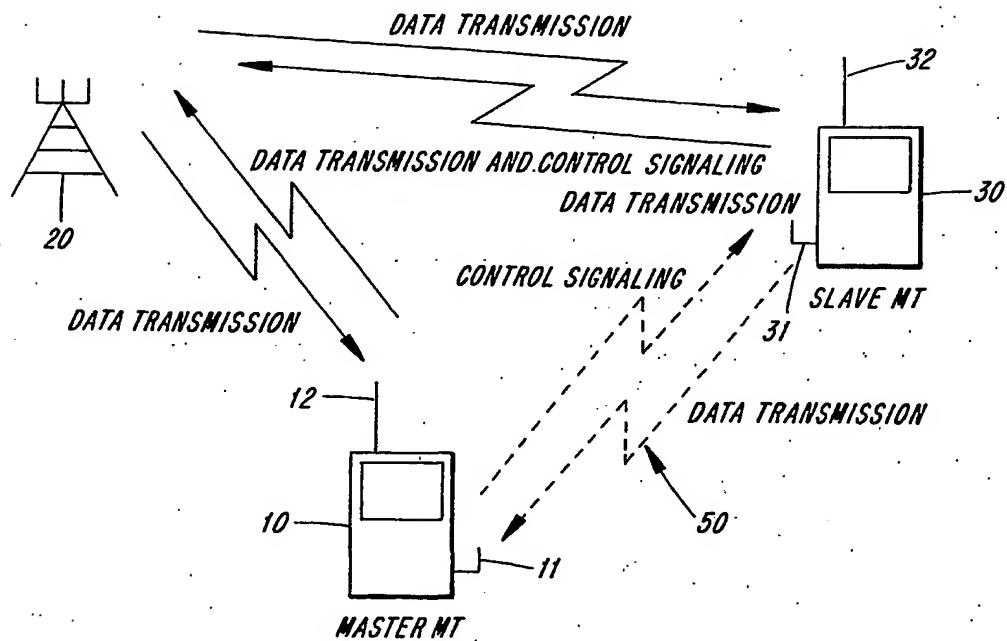 DATA TRANSMISSION
32
DATA TRANSMISSION AND CONTROL SIGNALING
DATA TRANSMISSION
30
20
CONTROL SIGNALING
SLAVE MT
31
DATA TRANSMISSION
12
DATA TRANSMISSION
10
50
11
MASTER MT